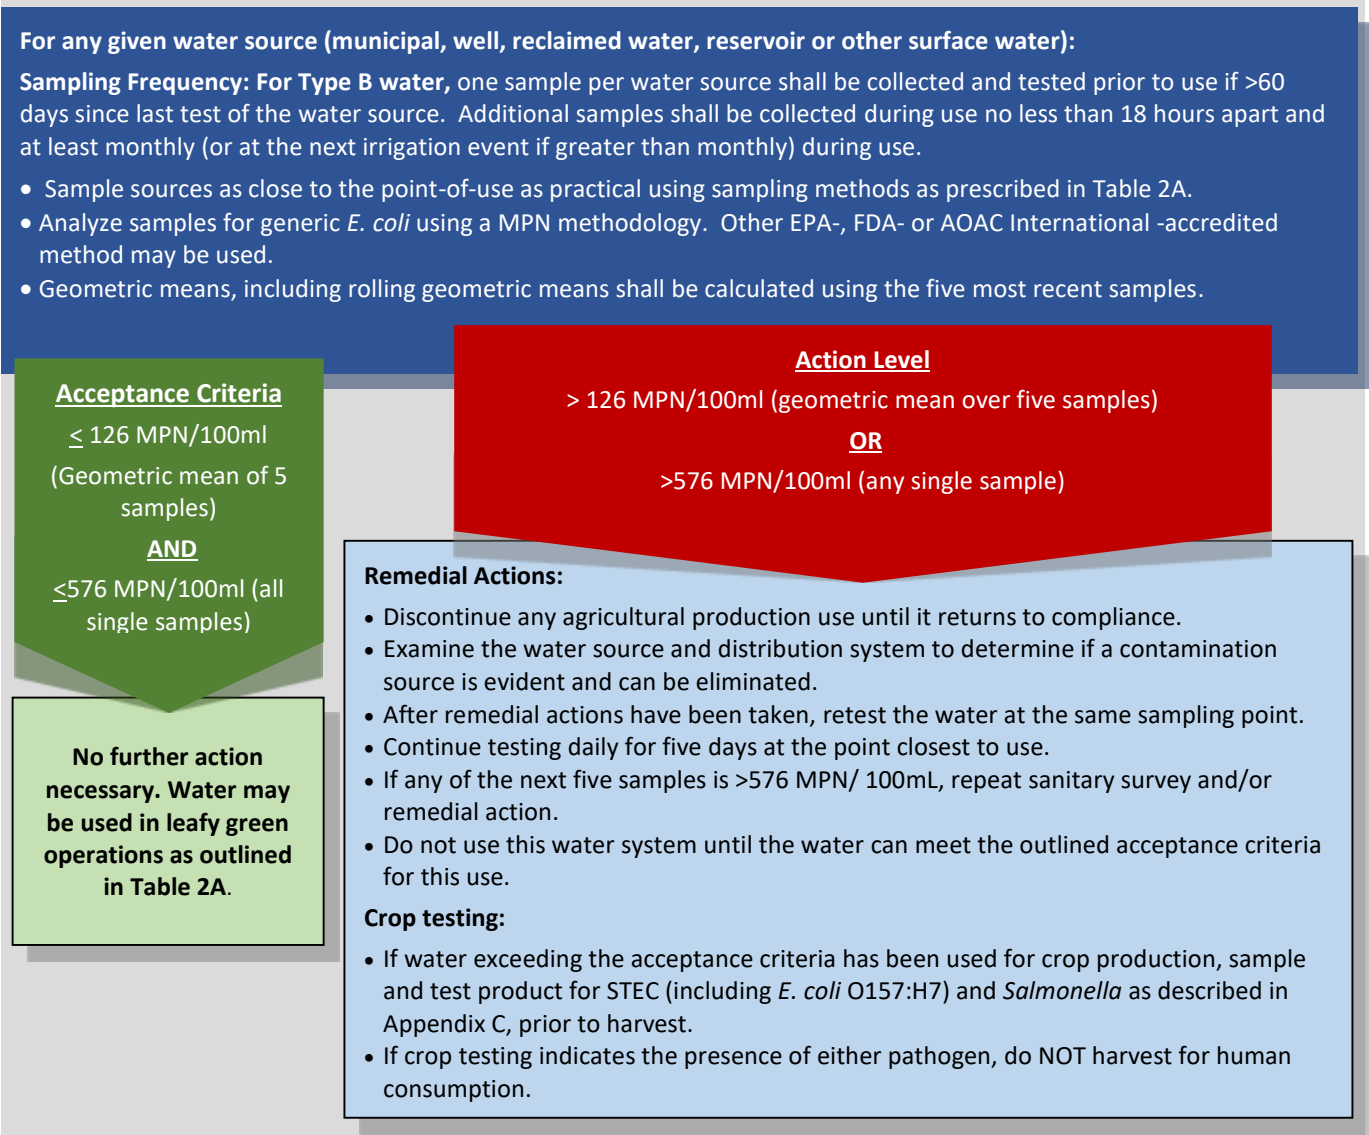 For any given water source (municipal, well, reclaimed water, reservoir or other surface water):
Sampling Frequency: For Type B water, one sample per water source shall be collected and tested prior to use if >60
days since last test of the water source.  Additional samples shall be collected during use no less than 18 hours apart and
at least monthly (or at the next irrigation event if greater than monthly) during use.
• Sample sources as close to the point-of-use as practical using sampling methods as prescribed in Table 2A.
• Analyze samples for generic E. coli using a MPN methodology.  Other EPA-, FDA- or AOAC International -accredited
method may be used.
• Geometric means, including rolling geometric means shall be calculated using the five most recent samples.
Acceptance Criteria
≤ 126 MPN/100ml
(Geometric mean of 5
samples)
AND
≤576 MPN/100ml (all
single samples)
No further action
necessary. Water may
be used in leafy green
operations as outlined
in Table 2A.
Action Level
> 126 MPN/100ml (geometric mean over five samples)
OR
>576 MPN/100ml (any single sample)
Remedial Actions:
• Discontinue any agricultural production use until it returns to compliance.
• Examine the water source and distribution system to determine if a contamination
source is evident and can be eliminated.
• After remedial actions have been taken, retest the water at the same sampling point.
• Continue testing daily for five days at the point closest to use.
• If any of the next five samples is >576 MPN/ 100mL, repeat sanitary survey and/or
remedial action.
• Do not use this water system until the water can meet the outlined acceptance criteria
for this use.
Crop testing:
• If water exceeding the acceptance criteria has been used for crop production, sample
and test product for STEC (including E. coli O157:H7) and Salmonella as described in
Appendix C, prior to harvest.
• If crop testing indicates the presence of either pathogen, do NOT harvest for human
consumption.